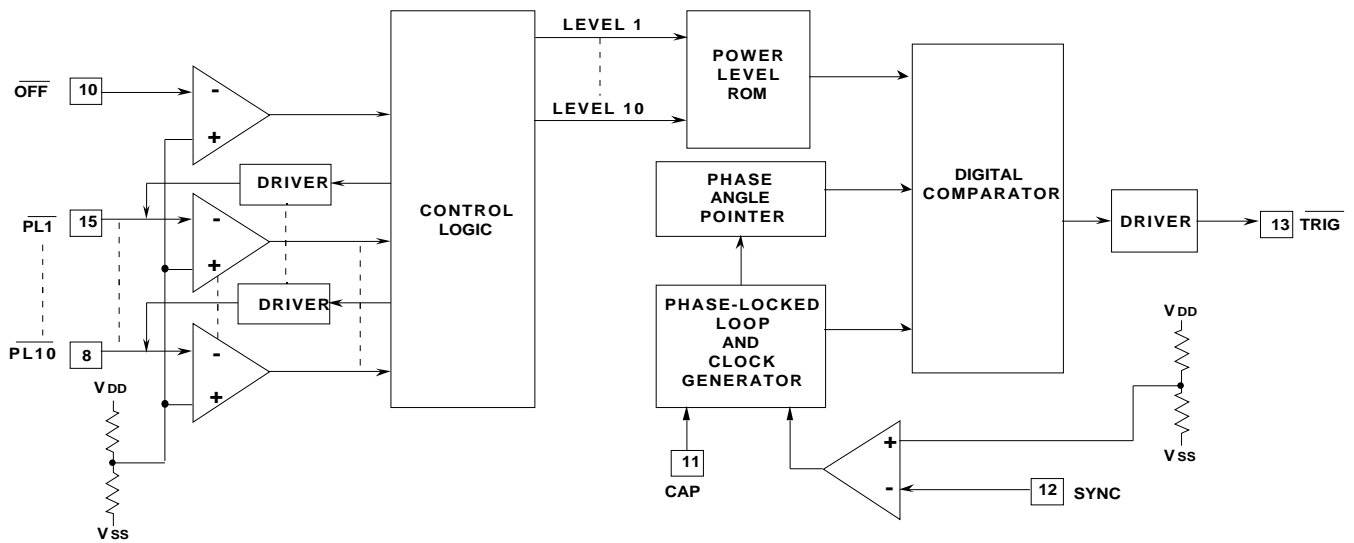 OFF
10
-
+
DRIVER
PL1
15
-
+
DRIVER
PL10
8
-
+
VDD
VSS
CONTROL
LOGIC
LEVEL 1
LEVEL 10
POWER
LEVEL
ROM
PHASE
ANGLE
POINTER
PHASE-LOCKED
LOOP
AND
CLOCK
GENERATOR
11
CAP
DIGITAL
COMPARATOR
DRIVER
13
TRIG
VDD
VSS
+
-
12
SYNC